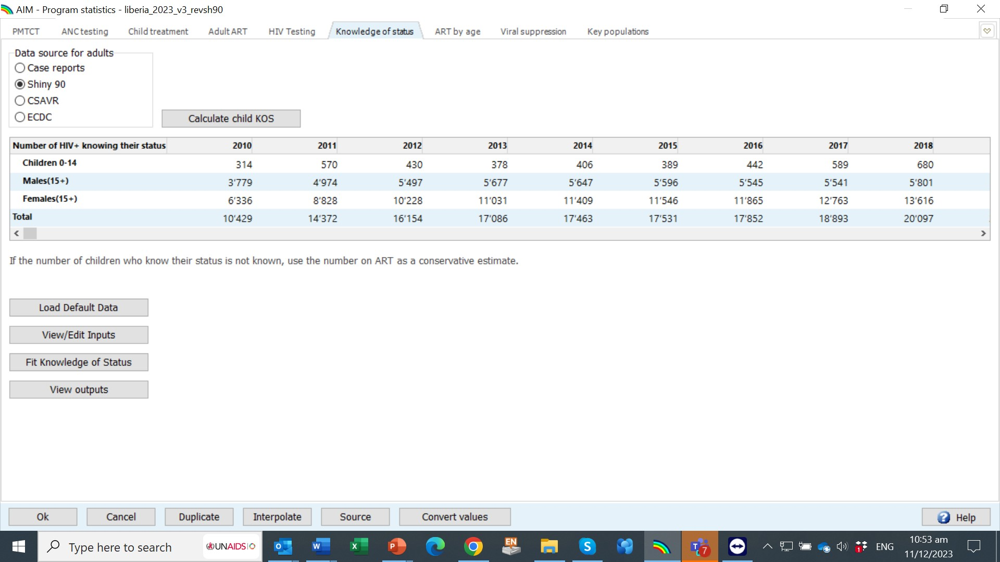 AIM - Program statistics - liberia_2023_v3_revsh90
PMTCT ANC testing Child treatment Adult ART HIV Testing Knowledge of status ART by age Viral suppression Key populations
Data source for adults
Case reports
Shiny 90
CSAVR
ECDC
Calculate child KOS
Number of HIV+ knowing their status 2010 2011 2012 2013 2014 2015 2016 2017 2018
Children 0-14 314 570 430 378 406 389 442 589 680
Males(15+) 3'779 4'974 5'497 5'677 5'647 5'596 5'545 5'541 5'801
Females(15+) 6'336 8'828 10'228 11'031 11'409 11'546 11'865 12'763 13'616
Total 10'429 14'372 16'154 17'086 17'463 17'531 17'852 18'893 20'097
If the number of children who know their status is not known, use the number on ART as a conservative estimate.
Load Default Data
View/Edit Inputs
Fit Knowledge of Status
View outputs
Ok Cancel Duplicate Interpolate Source Convert values ? Help
Type here to search UNAIDS O W X P EN S T 7 1 ENG 10:53 am
11/12/2023